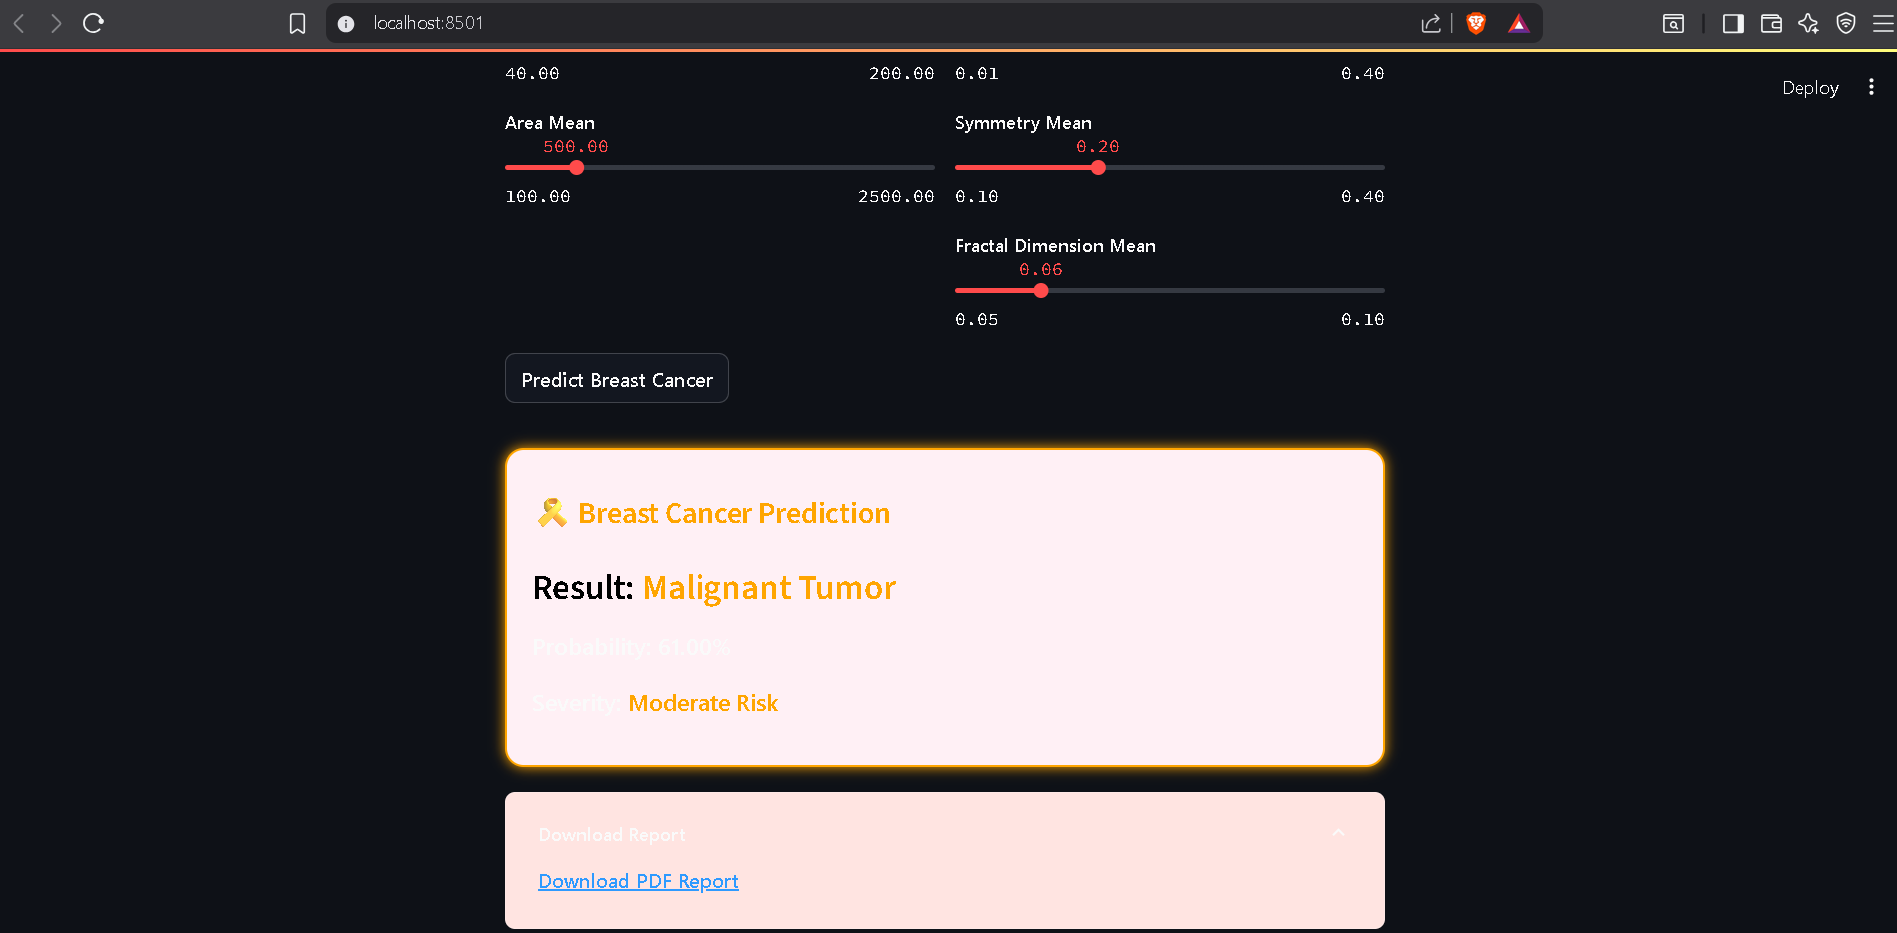 localhost:8501
Deploy
40.00 200.00 0.01 0.40
Area Mean
500.00
100.00 2500.00
Symmetry Mean
0.20
0.10 0.40
Fractal Dimension Mean
0.06
0.05 0.10
Predict Breast Cancer
Breast Cancer Prediction
Result: Malignant Tumor
Probability: 61.00%
Severity: Moderate Risk
Download Report
Download PDF Report